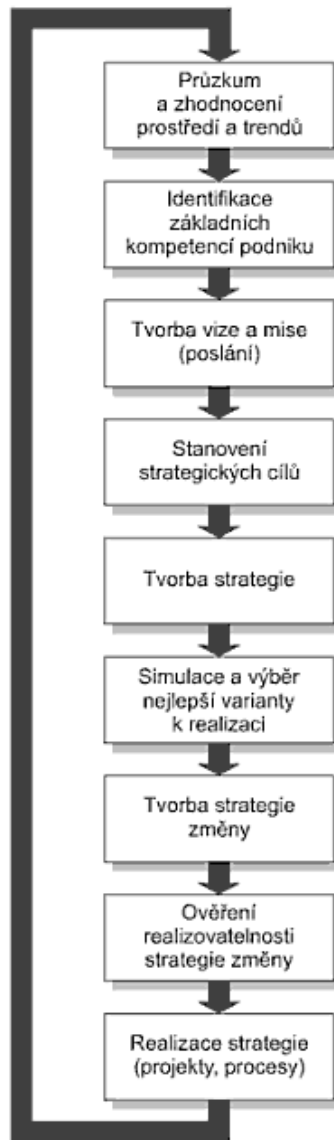 Průzkum
a zhodnocení
prostředí a trendů
Identifikace
základních
kompetencí podniku
Tvorba vize a mise
(poslání)
Stanovení
strategických cílů
Tvorba strategie
Simulace a výběr
nejlepší varianty
k realizaci
Tvorba strategie
změny
Ověření
realizovatelnosti
strategie změny
Realizace strategie
(projekty, procesy)